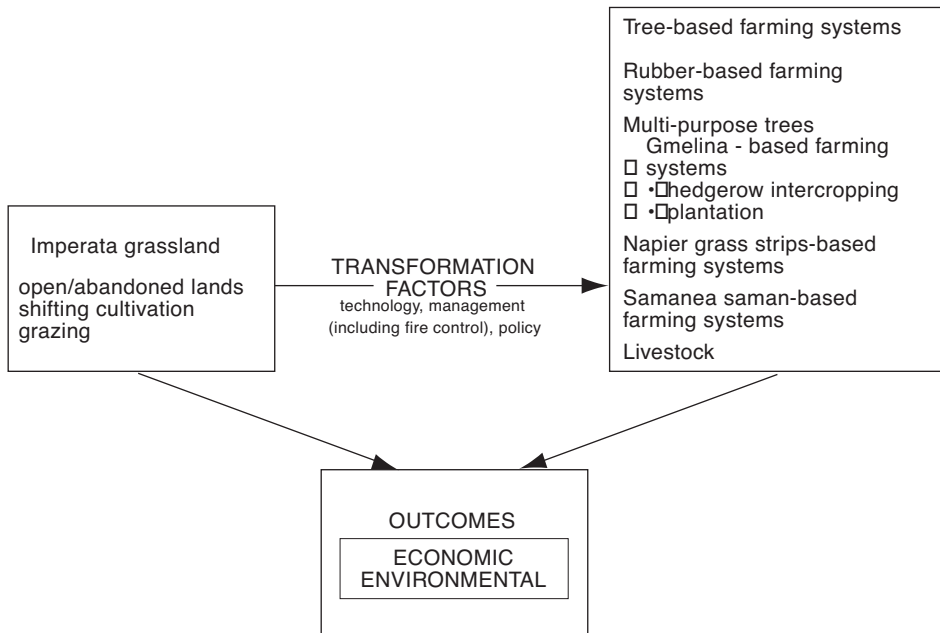 Imperata grassland
open/abandoned lands
shifting cultivation
grazing
TRANSFORMATION
FACTORS
technology, management
(including fire control), policy
Tree-based farming systems
Rubber-based farming
systems
Multi-purpose trees
Gmelina - based farming
□ systems
□ •□hedgerow intercropping
□ •□plantation
Napier grass strips-based
farming systems
Samanea saman-based
farming systems
Livestock
OUTCOMES
ECONOMIC
ENVIRONMENTAL